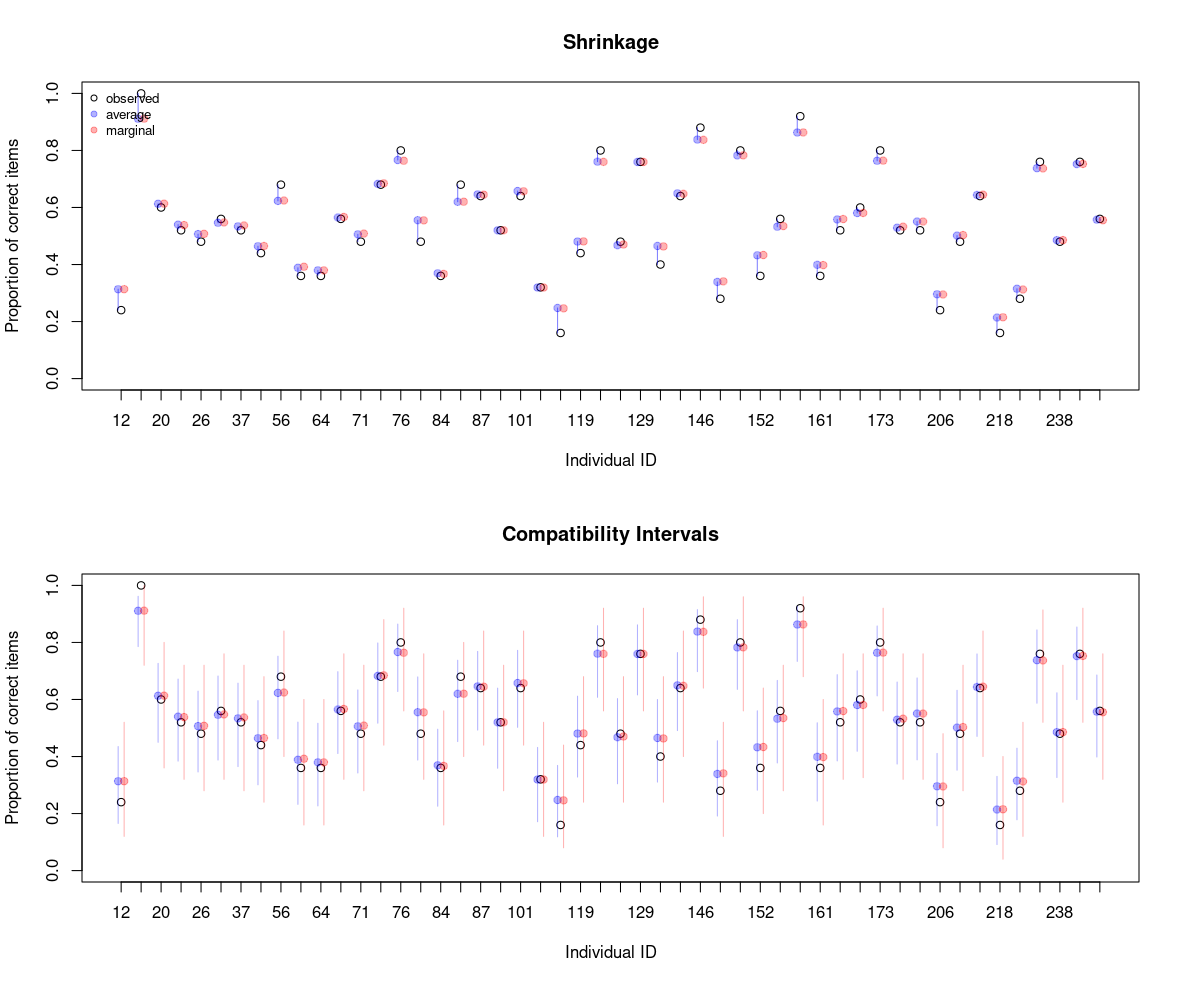 Shrinkage
Proportion of correct items
1.0
0.8
0.6
0.4
0.2
0.0
observed
average
marginal
12 20 26 37 56 64 71 76 84 87 101 119 129 146 152 161 173 206 218 238
Individual ID
Compatibility Intervals
Proportion of correct items
1.0
0.8
0.6
0.4
0.2
0.0
12 20 26 37 56 64 71 76 84 87 101 119 129 146 152 161 173 206 218 238
Individual ID